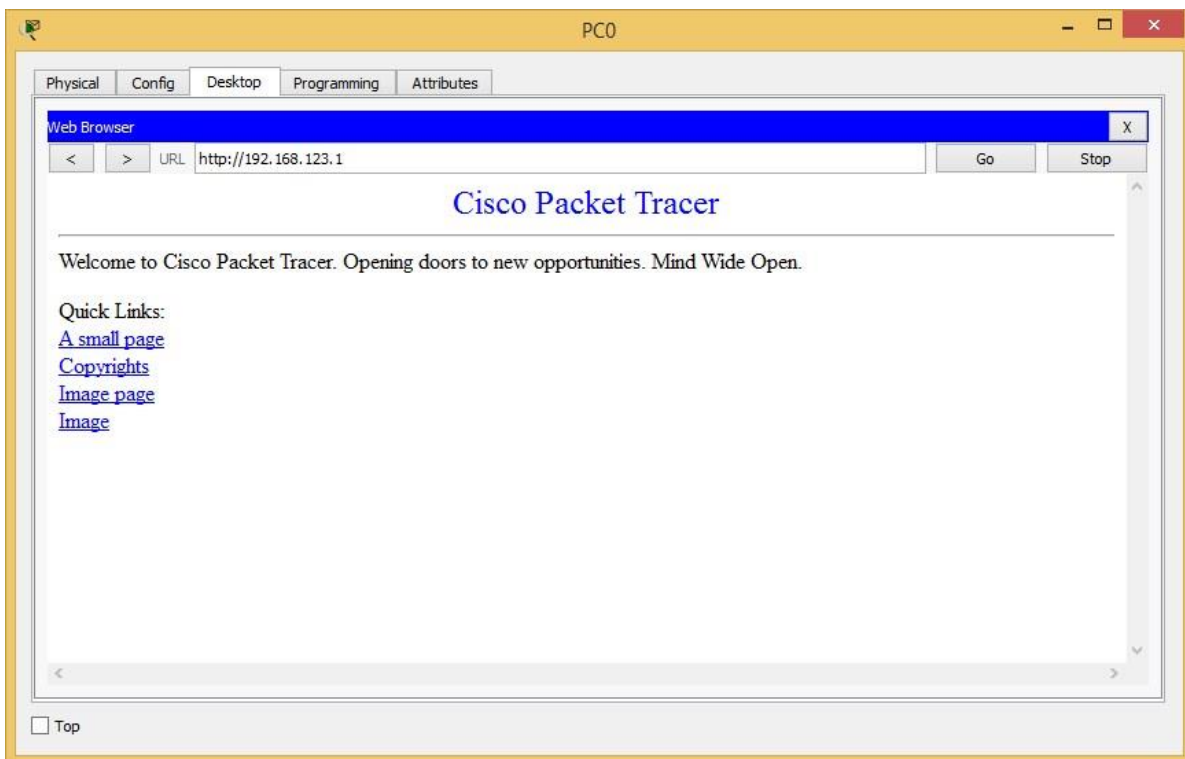 PC0
Physical Config Desktop Programming Attributes
Web Browser X
< > URL http://192.168.123.1 Go Stop
Cisco Packet Tracer
Welcome to Cisco Packet Tracer. Opening doors to new opportunities. Mind Wide Open.
Quick Links:
A small page
Copyrights
Image page
Image
Top